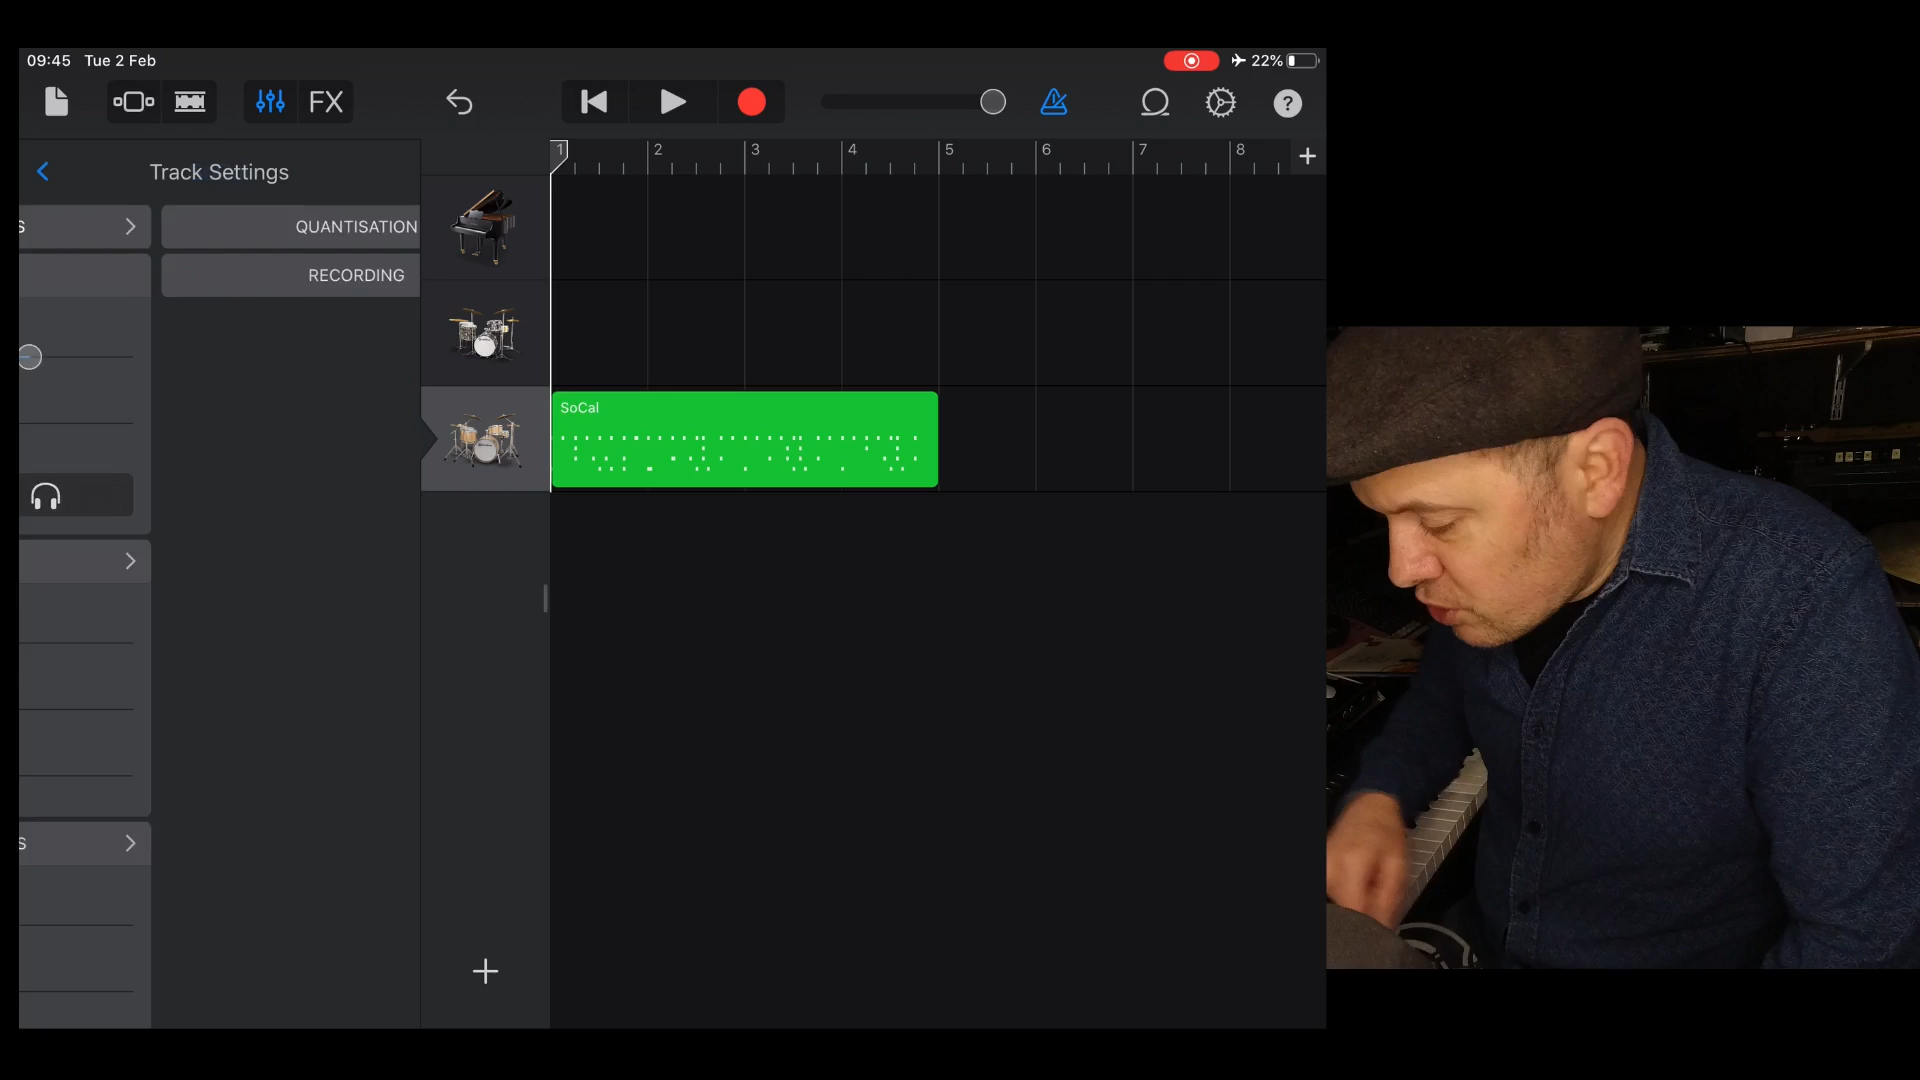 09:45 Tue 2 Feb 22%
FX ?
Track Settings
1 2 3 4 5 6 7 8
S QUANTISATION
RECORDING
SoCal
S